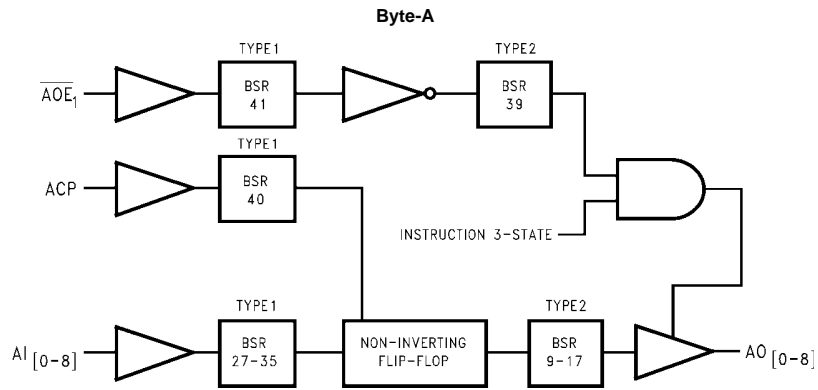 Byte-A
TYPE1
TYPE2
AOE1
BSR
41
BSR
39
TYPE1
ACP
BSR
40
INSTRUCTION 3-STATE
TYPE1
TYPE2
AI[0-8]
BSR
27-35
NON-INVERTING
FLIP-FLOP
BSR
9-17
AO[0-8]